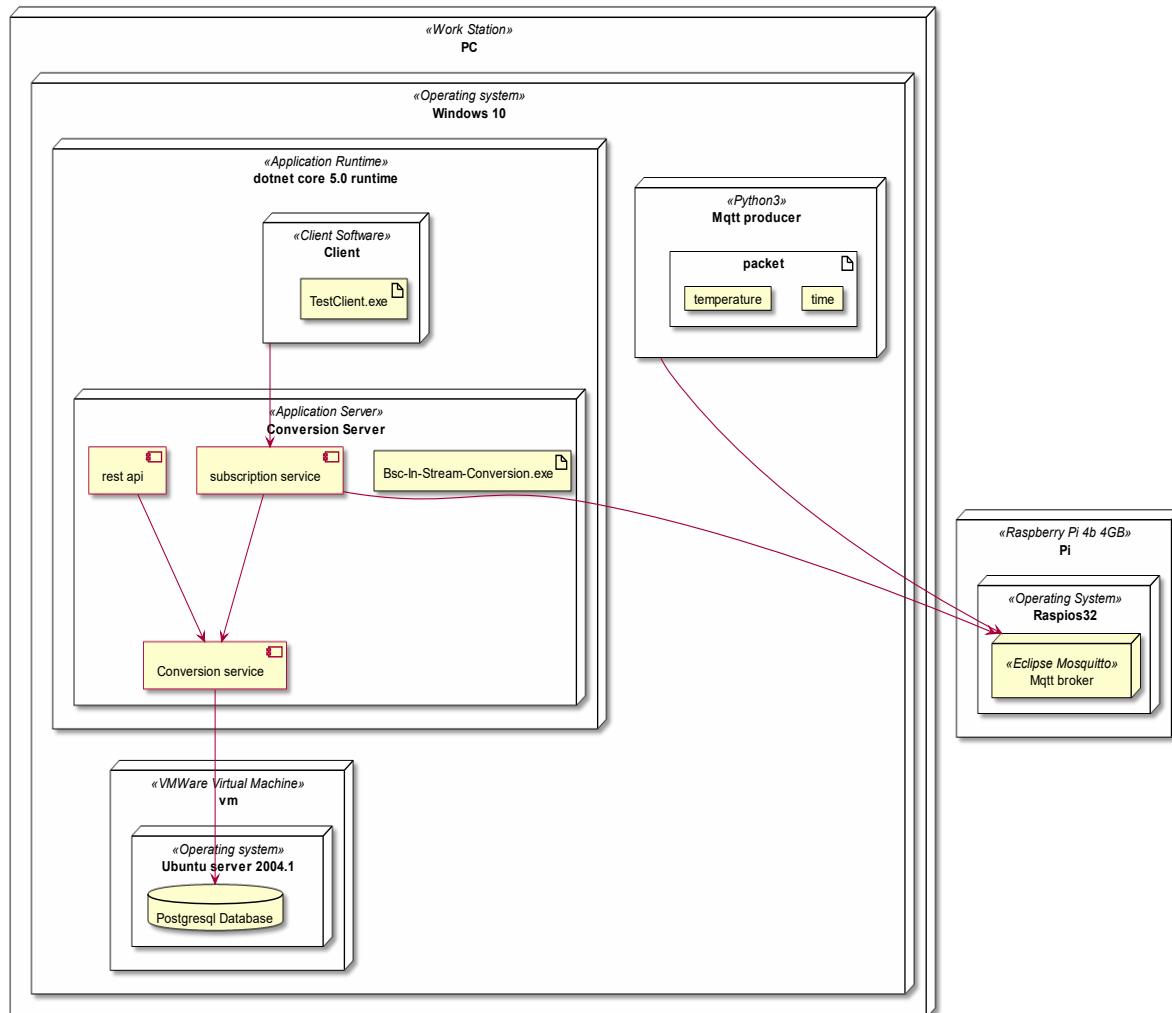 «Work Station»
PC
«Operating system»
Windows 10
«Application Runtime»
dotnet core 5.0 runtime
«Client Software»
Client
TestClient.exe
«Python3»
Mqtt producer
packet
temperature
time
«Application Server»
Conversion Server
rest api
subscription service
Bsc-In-Stream-Conversion.exe
Conversion service
«Raspberry Pi 4b 4GB»
Pi
«Operating System»
Raspios32
«Eclipse Mosquitto»
Mqtt broker
«VMWare Virtual Machine»
vm
«Operating system»
Ubuntu server 2004.1
Postgresql Database